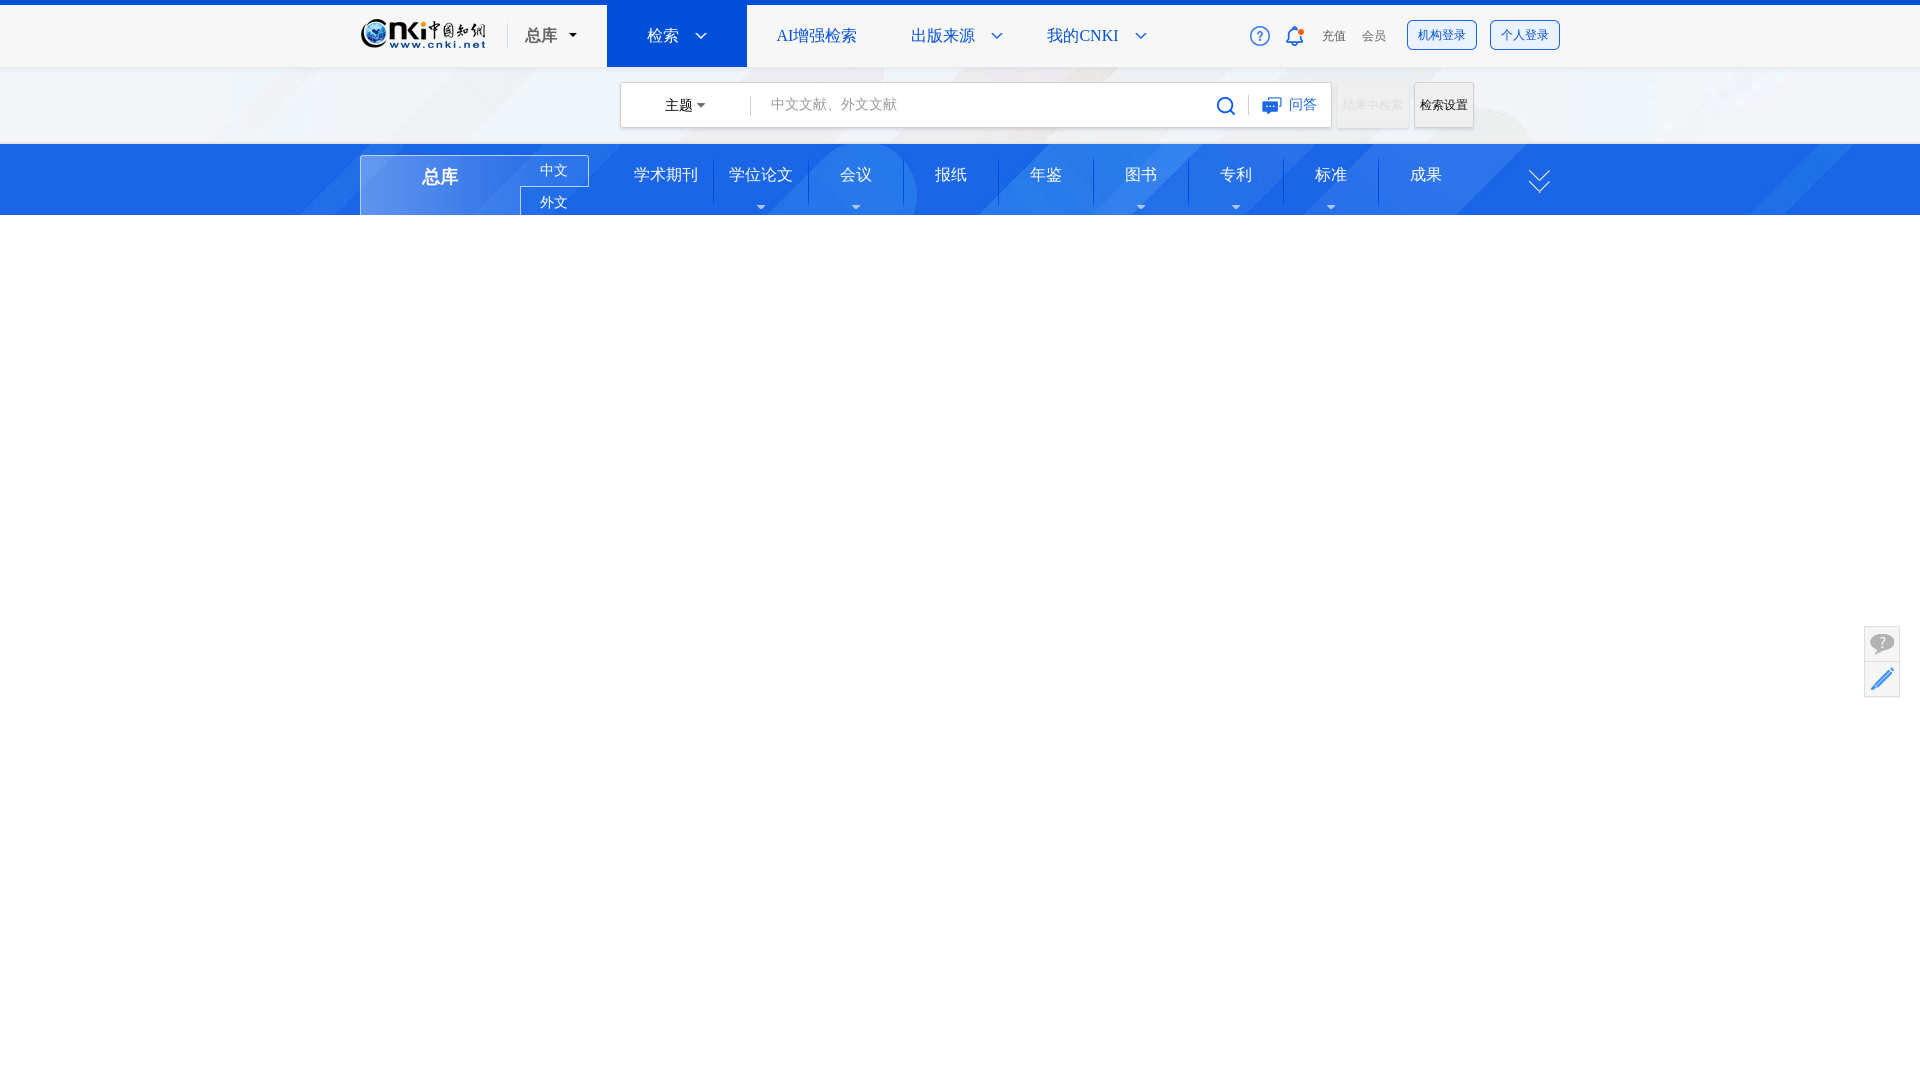 cnki中国知网
www.cnki.net
总库
检索
AI增强检索
出版来源
我的CNKI
充值
会员
机构登录
个人登录
主题
中文文献、外文文献
问答
结果中检索
检索设置
总库
中文
外文
学术期刊
学位论文
会议
报纸
年鉴
图书
专利
标准
成果